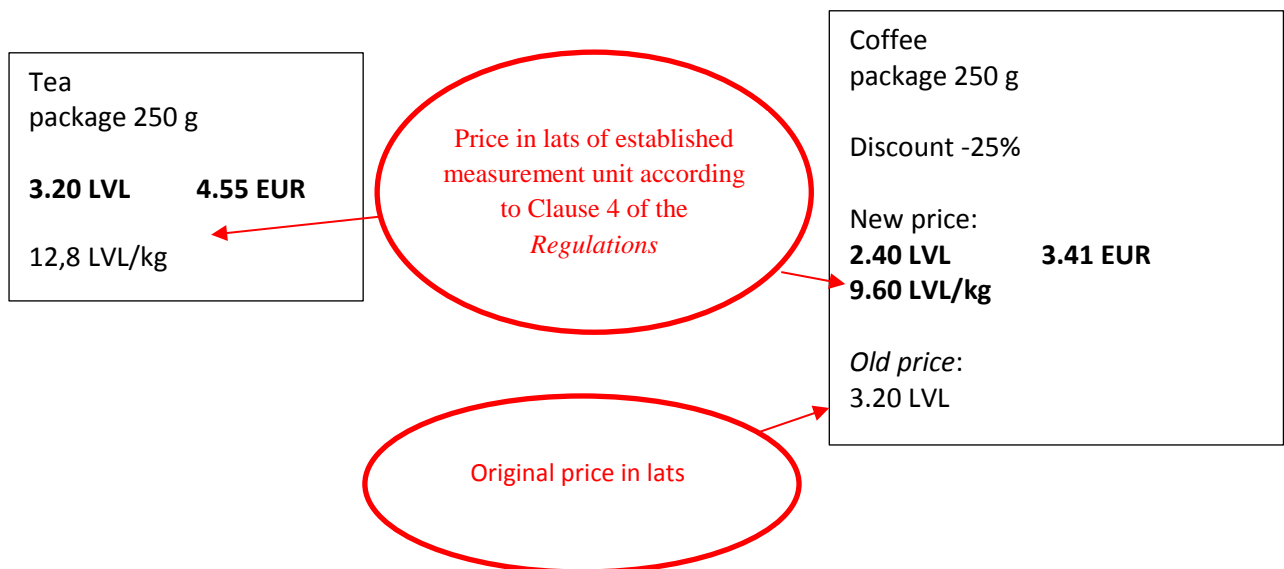 Tea
package 250 g
3.20 LVL 4.55 EUR
12,8 LVL/kg
Price in lats of established
measurement unit according
to Clause 4 of the
Regulations
Coffee
package 250 g
Discount -25%
New price:
2.40 LVL 3.41 EUR
9.60 LVL/kg
Old price:
3.20 LVL
Original price in lats